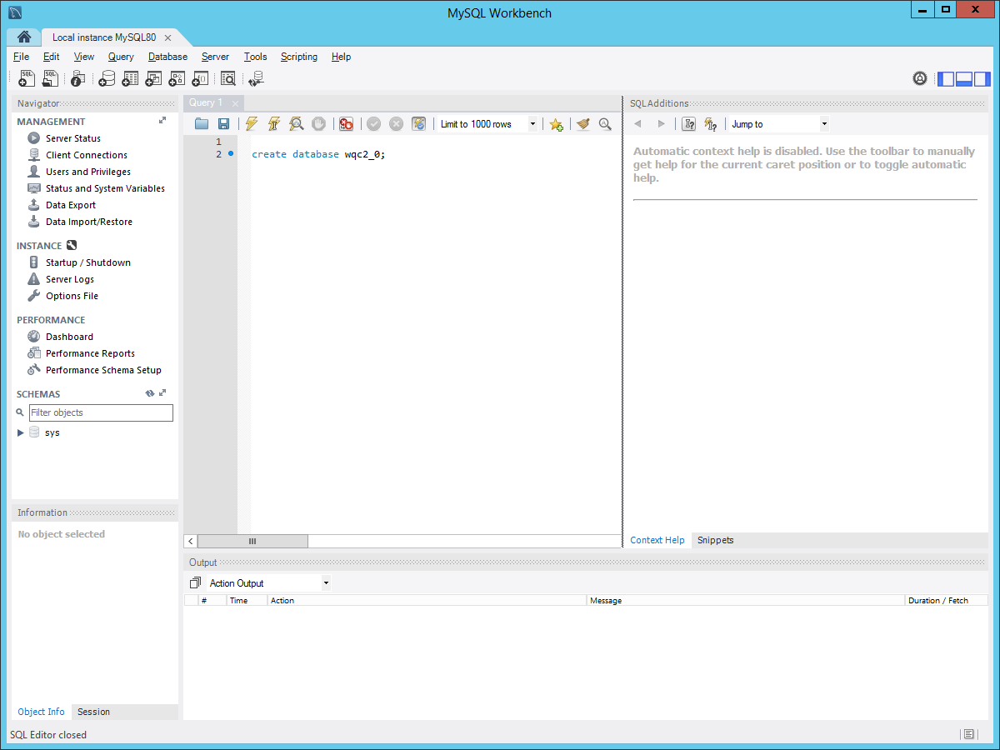 MySQL Workbench
Local instance MySQL80
File Edit View Query Database Server Tools Scripting Help
Navigator
MANAGEMENT
Server Status
Client Connections
Users and Privileges
Status and System Variables
Data Export
Data Import/Restore
INSTANCE
Startup / Shutdown
Server Logs
Options File
PERFORMANCE
Dashboard
Performance Reports
Performance Schema Setup
SCHEMAS
Filter objects
sys
Information
No object selected
Object Info Session
Query 1
Limit to 1000 rows
1
2 create database wqc2_0;
SQLAdditions
Jump to
Automatic context help is disabled. Use the toolbar to manually
get help for the current caret position or to toggle automatic
help.
Context Help Snippets
Output
Action Output
# Time Action Message Duration / Fetch
SQL Editor closed